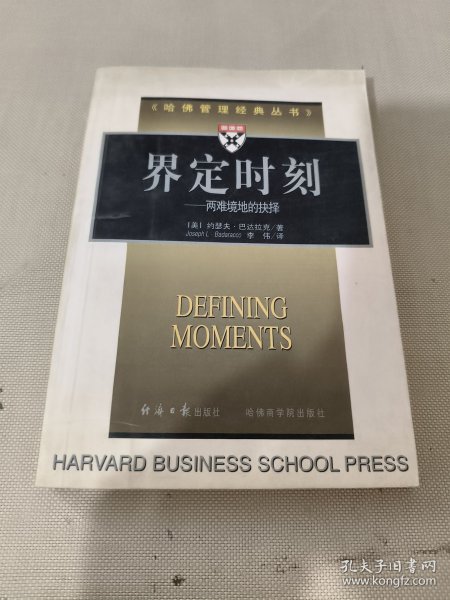 《哈佛管理经典丛书》
界定时刻
——两难境地的抉择
［美］约瑟夫·巴达拉克／著
Joseph L·Badaracco 李伟／译
DEFINING
MOMENTS
经济日报出版社 哈佛商学院出版社
HARVARD BUSINESS SCHOOL PRESS
孔夫子旧书网
www.kongfz.com